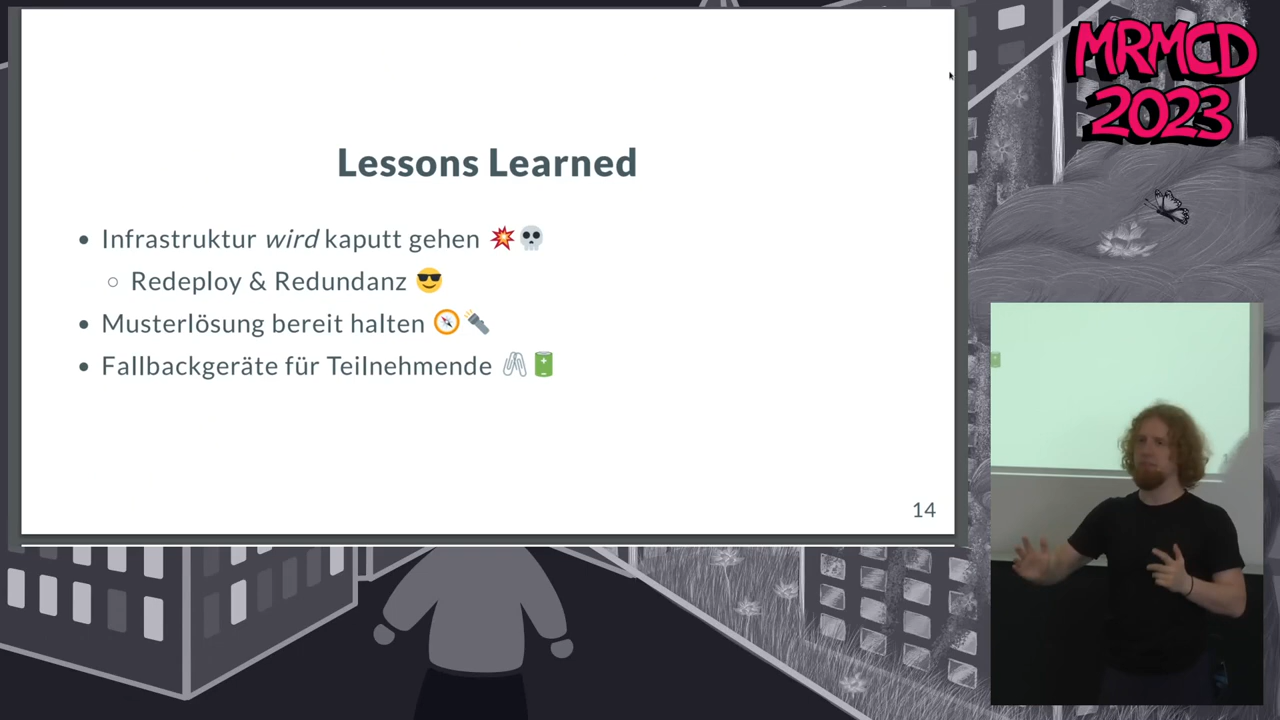 MRMCD
2023
Lessons Learned
• Infrastruktur wird kaputt gehen 💥💀
○ Redeploy & Redundanz 😎
• Musterlösung bereit halten 🧭🔦
• Fallbackgeräte für Teilnehmende 🖇️🔋
14